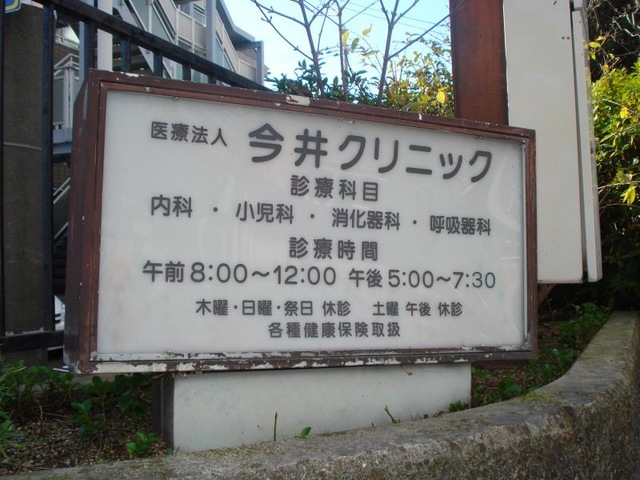 医療法人 今井クリニック
診療科目
内科 ・ 小児科 ・ 消化器科 ・ 呼吸器科
診療時間
午前 8:00～12:00 午後 5:00～7:30
木曜・日曜・祭日 休診 土曜 午後 休診
各種健康保険取扱